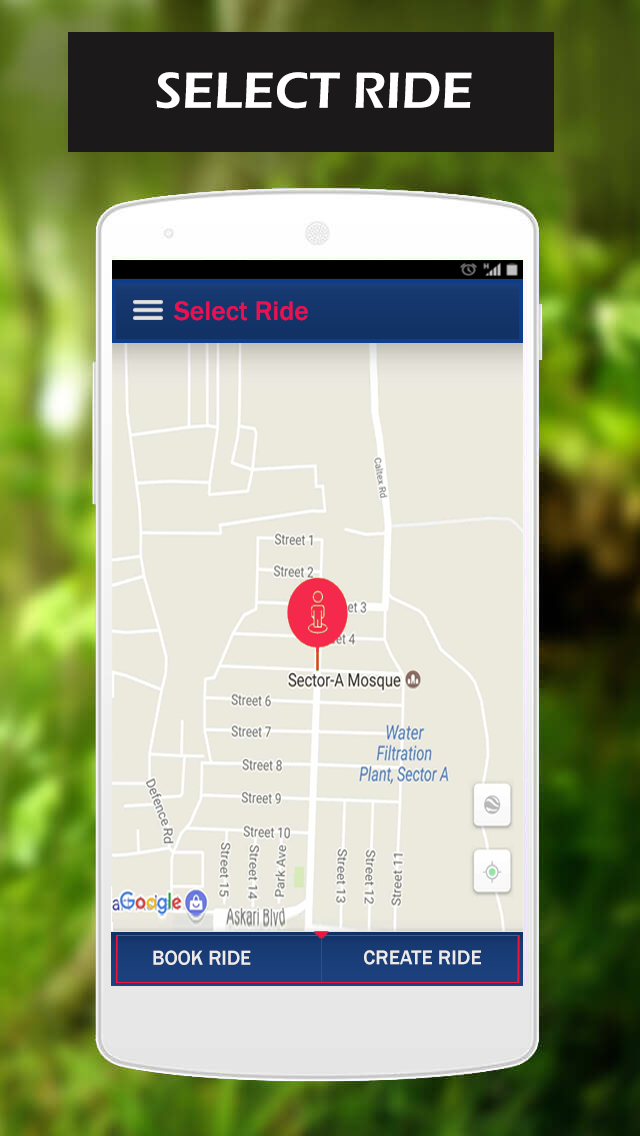 SELECT RIDE
H
Select Ride
Caltex Rd
Street 1
Street 2
et 3
et 4
Sector-A Mosque
Street 6
Water
Filtration
Plant, Sector A
Street 7
Street 8
Street 9
Defence Rd
Street 10
Street 15
Street 14
Park Ave
Street 13
Street 12
Street 11
a
Google
Askari Blvd
BOOK RIDE
CREATE RIDE